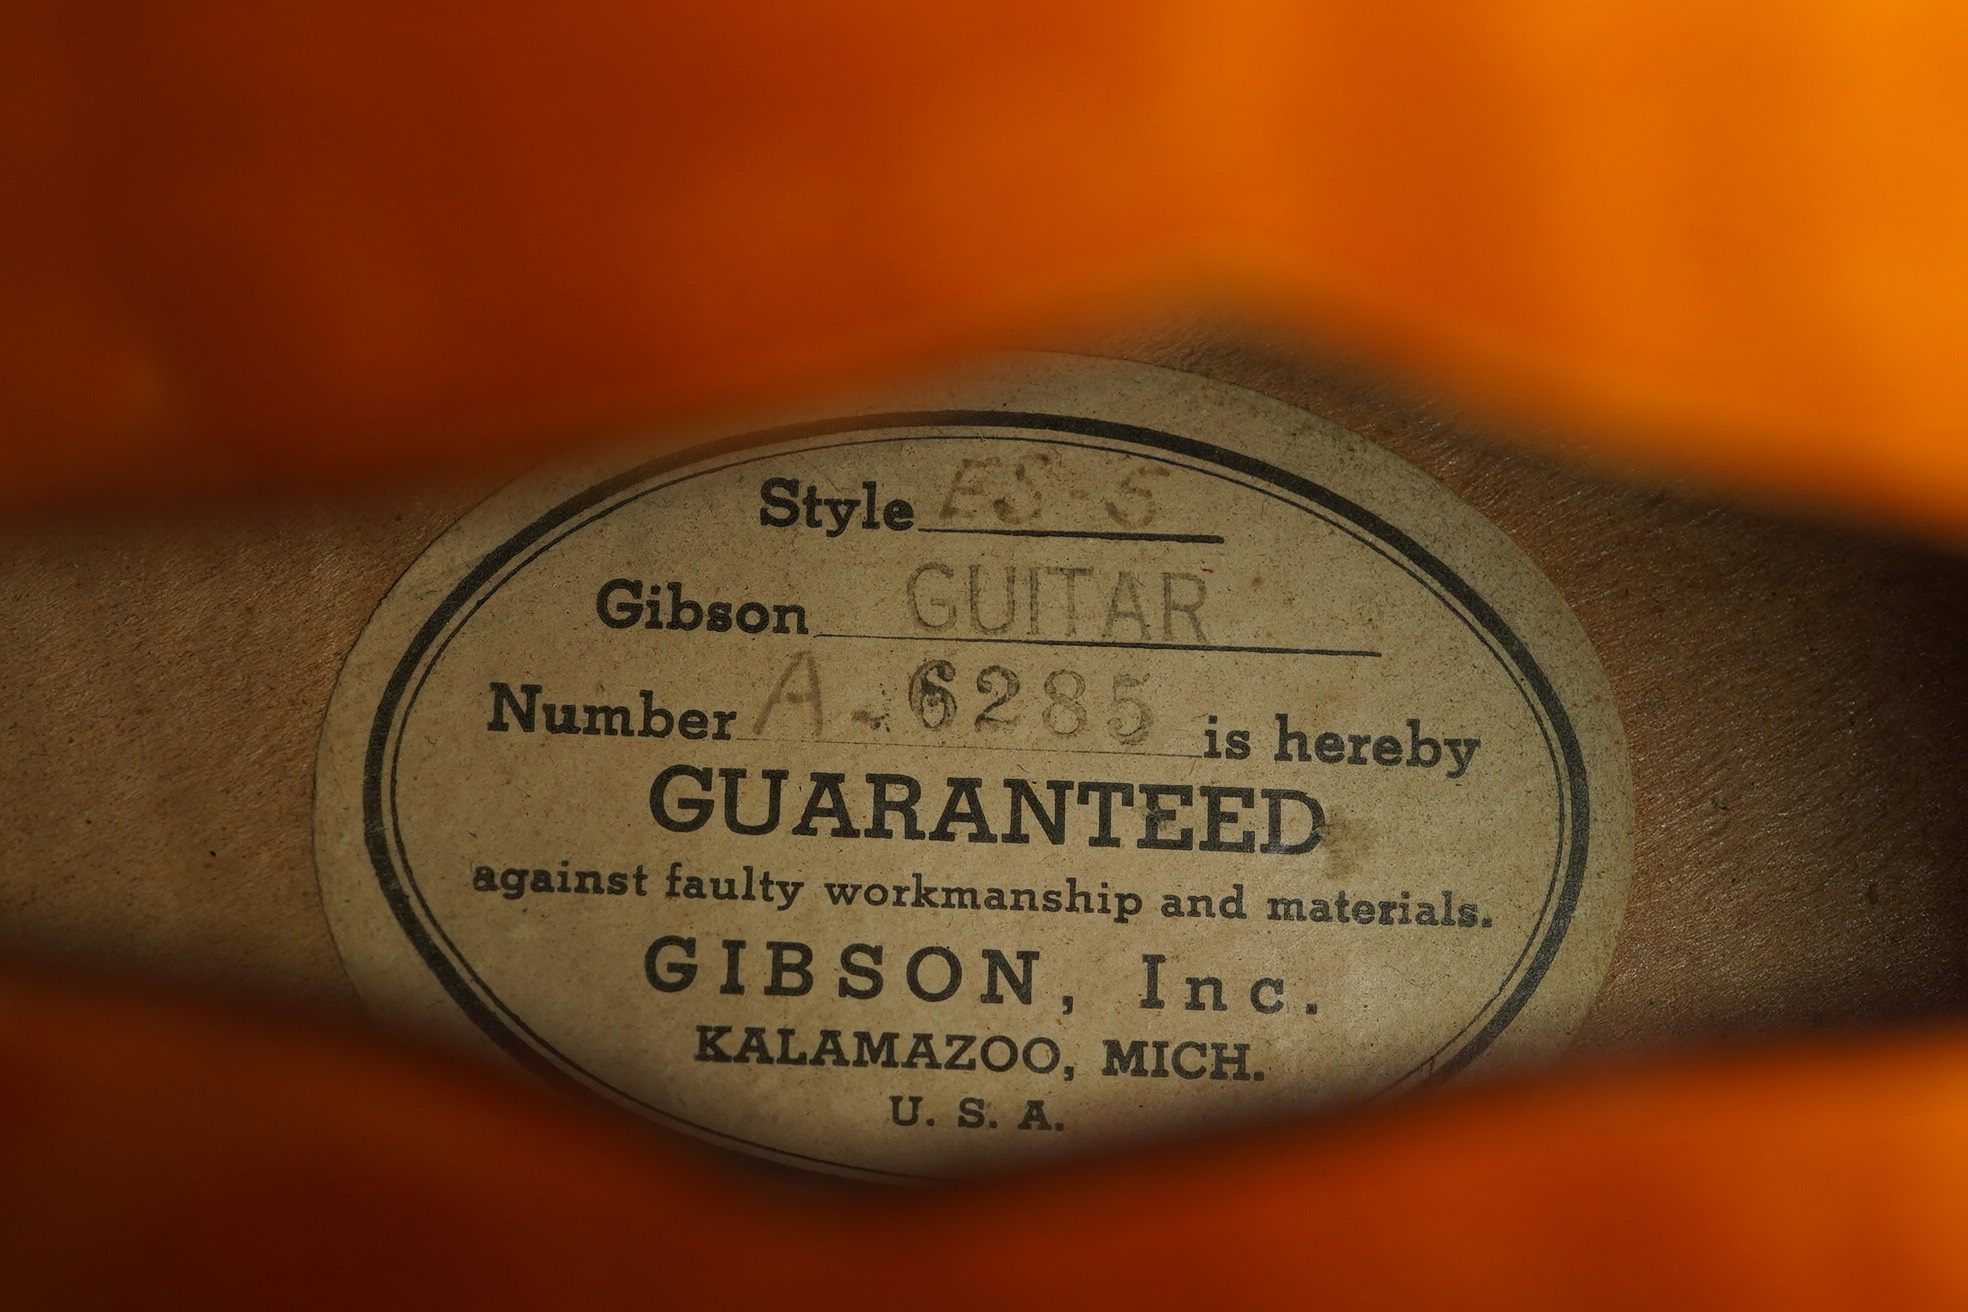 Style ES-5
Gibson GUITAR
Number A-6285 is hereby
GUARANTEED
against faulty workmanship and materials.
GIBSON, Inc.
KALAMAZOO, MICH.
U. S. A.